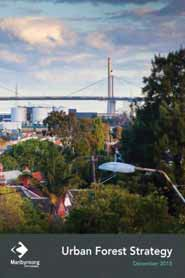 Urban Forest Strategy
December 2013
Maribyrnong
CITY COUNCIL